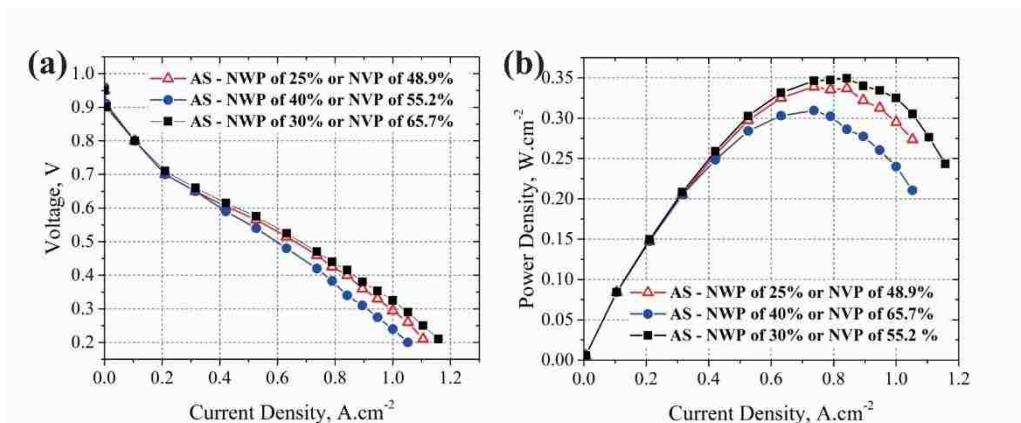 (a)
AS - NWP of 25% or NVP of 48.9%
AS - NWP of 40% or NVP of 55.2%
AS - NWP of 30% or NVP of 65.7%
1.0
0.9
0.8
0.7
0.6
0.5
0.4
0.3
0.2
Voltage, V
0.0 0.2 0.4 0.6 0.8 1.0 1.2
Current Density, A.cm-2
(b)
0.35
0.30
0.25
0.20
0.15
0.10
0.05
0.00
Power Density, W.cm-2
AS - NWP of 25% or NVP of 48.9%
AS - NWP of 40% or NVP of 65.7%
AS - NWP of 30% or NVP of 55.2 %
0.0 0.2 0.4 0.6 0.8 1.0 1.2
Current Density, A.cm-2